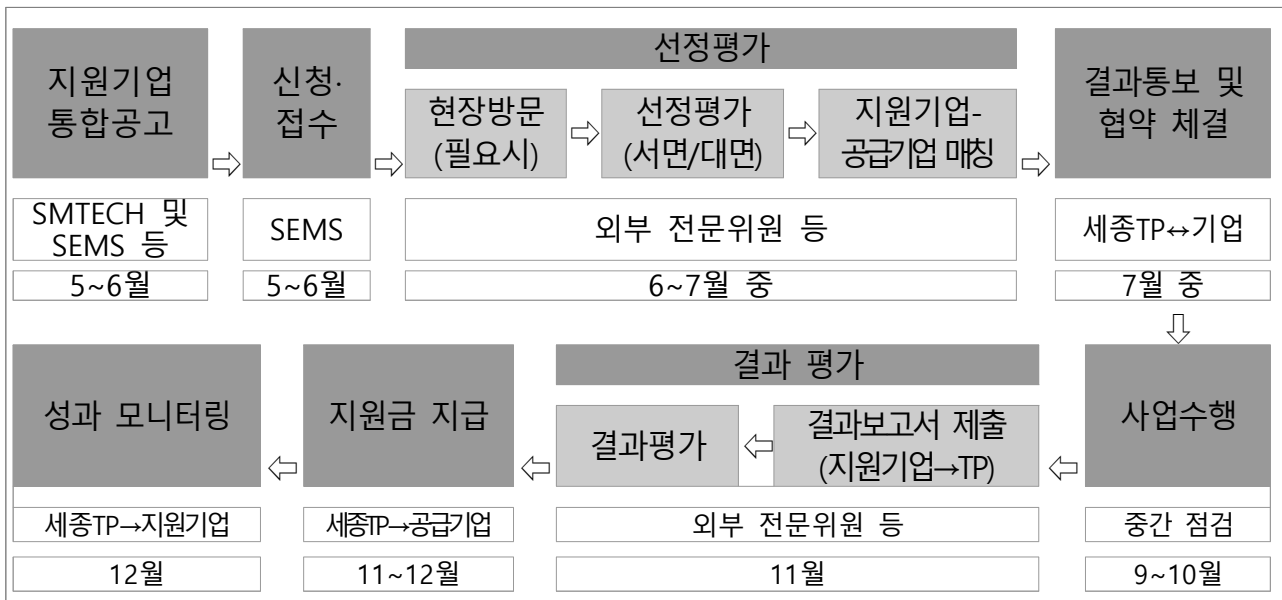 지원기업
통합공고
신청·
접수
선정평가
현장방문
(필요시)
선정평가
(서면/대면)
지원기업-
공급기업 매칭
결과통보 및
협약 체결
SMTECH 및
SEMS 등
SEMS
외부 전문위원 등
세종TP↔기업
5~6월
5~6월
6~7월 중
7월 중
성과 모니터링
지원금 지급
결과 평가
결과평가
결과보고서 제출
(지원기업→TP)
사업수행
세종TP→지원기업
세종TP→공급기업
외부 전문위원 등
중간 점검
12월
11~12월
11월
9~10월